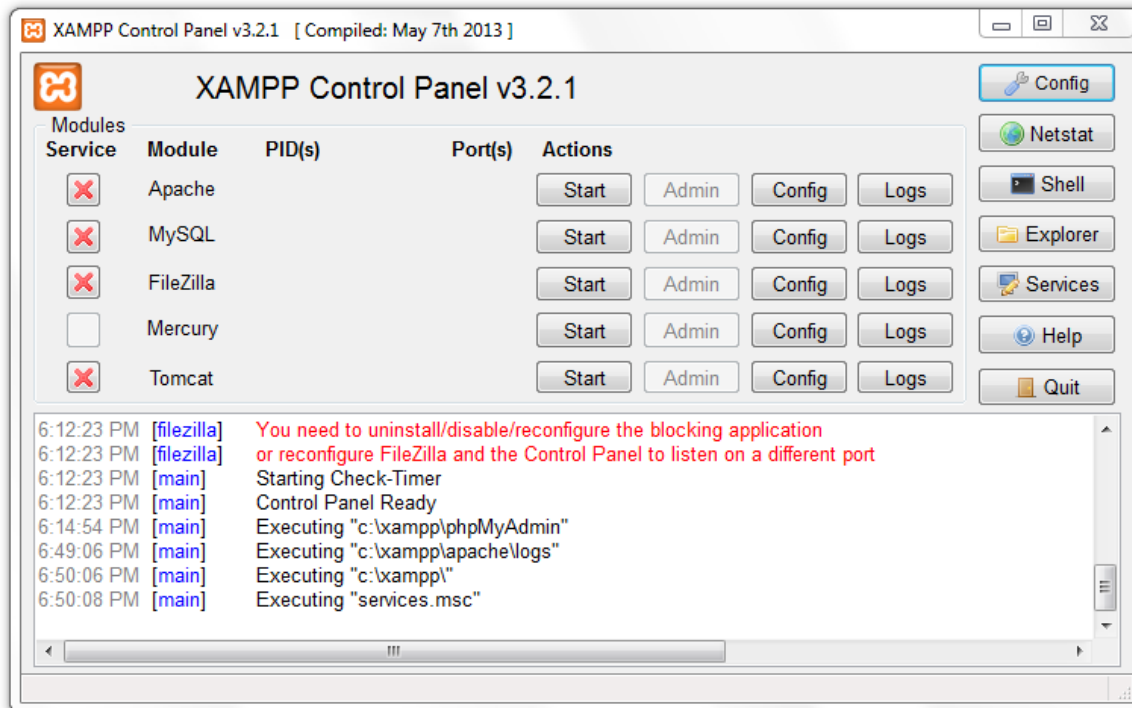 XAMPP Control Panel v3.2.1 [ Compiled: May 7th 2013 ]
XAMPP Control Panel v3.2.1
Config
Modules
Netstat
Service Module PID(s) Port(s) Actions
Apache Start Admin Config Logs
Shell
MySQL Start Admin Config Logs
Explorer
FileZilla Start Admin Config Logs
Services
Mercury Start Admin Config Logs
Help
Tomcat Start Admin Config Logs
Quit
6:12:23 PM [filezilla] You need to uninstall/disable/reconfigure the blocking application
6:12:23 PM [filezilla] or reconfigure FileZilla and the Control Panel to listen on a different port
6:12:23 PM [main] Starting Check-Timer
6:12:23 PM [main] Control Panel Ready
6:14:54 PM [main] Executing "c:\xampp\phpMyAdmin"
6:49:06 PM [main] Executing "c:\xampp\apache\logs"
6:50:06 PM [main] Executing "c:\xampp\"
6:50:08 PM [main] Executing "services.msc"